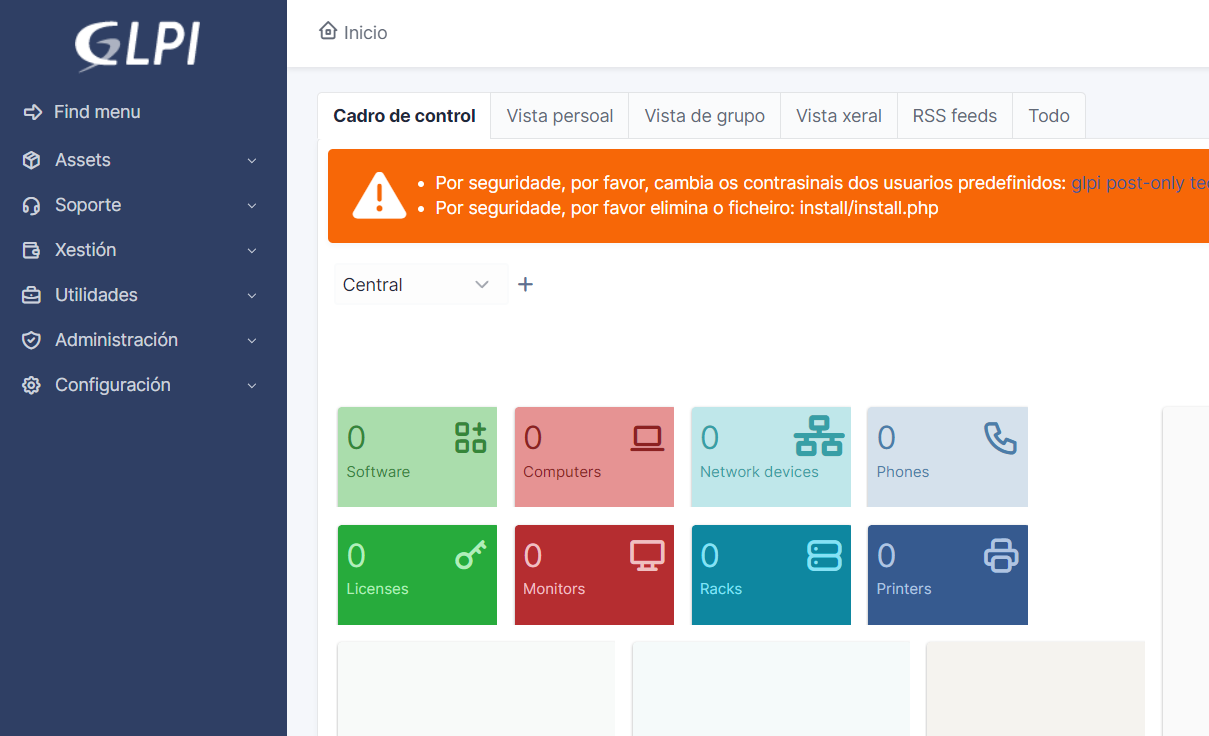 GLPI
Inicio
Find menu
Assets
Soporte
Xestión
Utilidades
Administración
Configuración
Cadro de control
Vista persoal
Vista de grupo
Vista xeral
RSS feeds
Todo
Por seguridade, por favor, cambia os contrasinais dos usuarios predefinidos: glpi post-only
Por seguridade, por favor elimina o ficheiro: install/install.php
Central
0
Software
0
Computers
0
Network devices
0
Phones
0
Licenses
0
Monitors
0
Racks
0
Printers